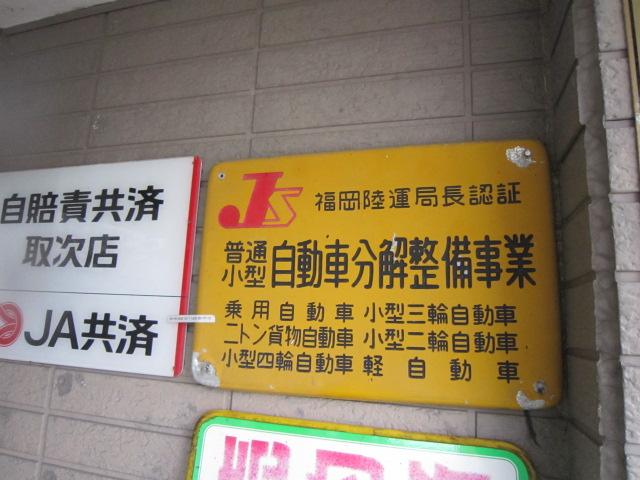 自賠責共済
取次店
JA共済
JS 福岡陸運局長認証
普通
小型 自動車分解整備事業
乗用自動車 小型三輪自動車
二トン貨物自動車 小型二輪自動車
小型四輪自動車 軽自動車